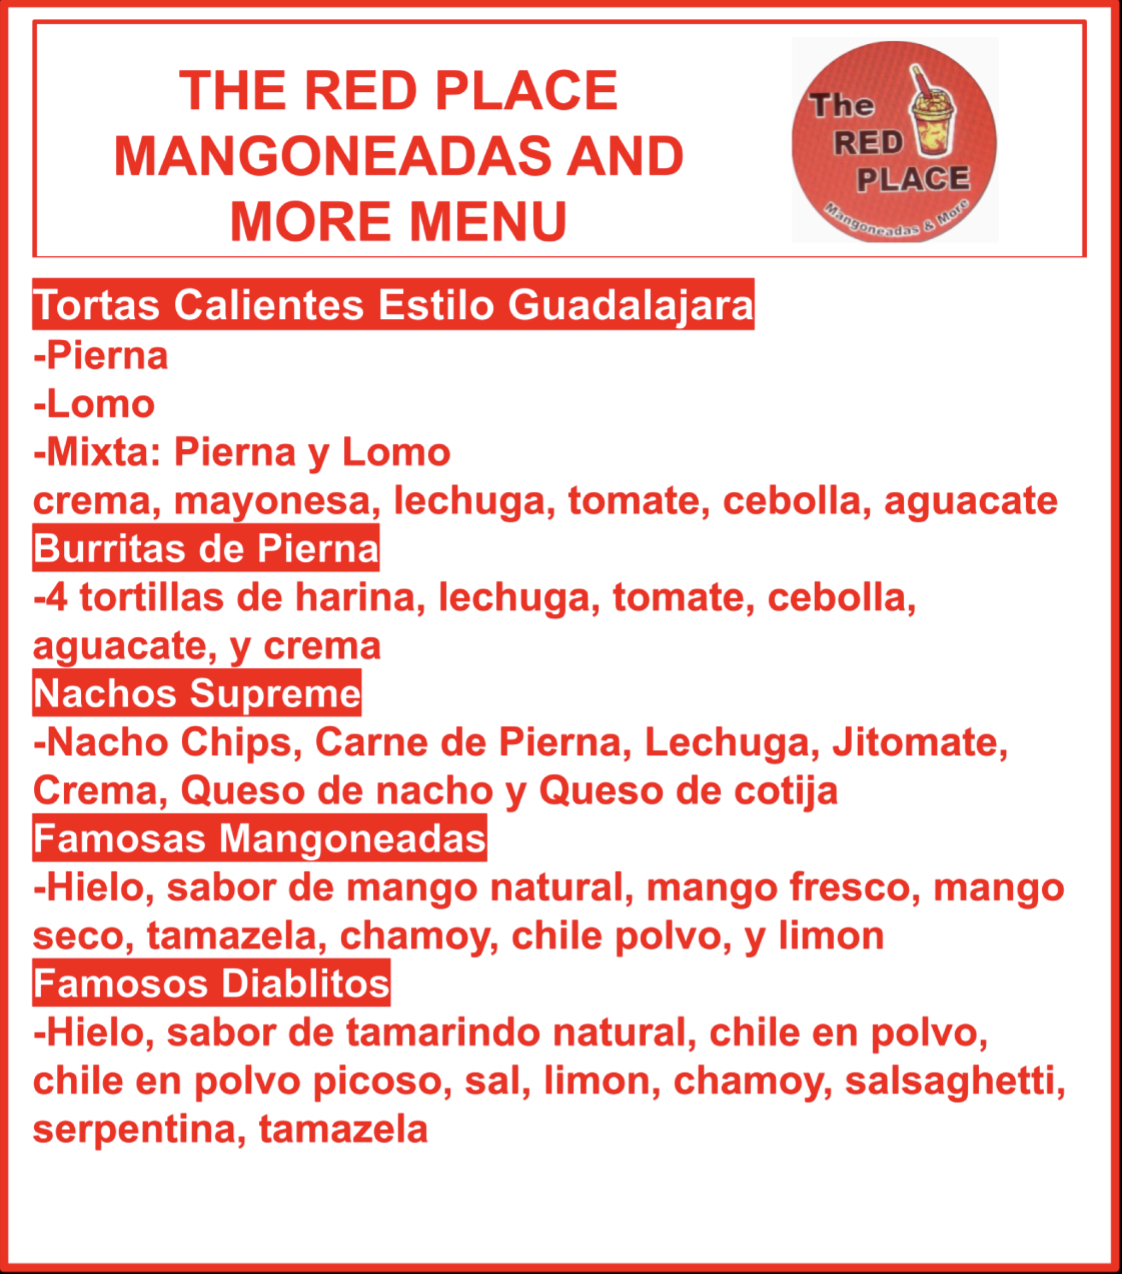 THE RED PLACE
MANGONEADAS AND
MORE MENU
The
RED
PLACE
Mangoneadas & More
Tortas Calientes Estilo Guadalajara
-Pierna
-Lomo
-Mixta: Pierna y Lomo
crema, mayonesa, lechuga, tomate, cebolla, aguacate
Burritas de Pierna
-4 tortillas de harina, lechuga, tomate, cebolla,
aguacate, y crema
Nachos Supreme
-Nacho Chips, Carne de Pierna, Lechuga, Jitomate,
Crema, Queso de nacho y Queso de cotija
Famosas Mangoneadas
-Hielo, sabor de mango natural, mango fresco, mango
seco, tamazela, chamoy, chile polvo, y limon
Famosos Diablitos
-Hielo, sabor de tamarindo natural, chile en polvo,
chile en polvo picoso, sal, limon, chamoy, salsaghetti,
serpentina, tamazela